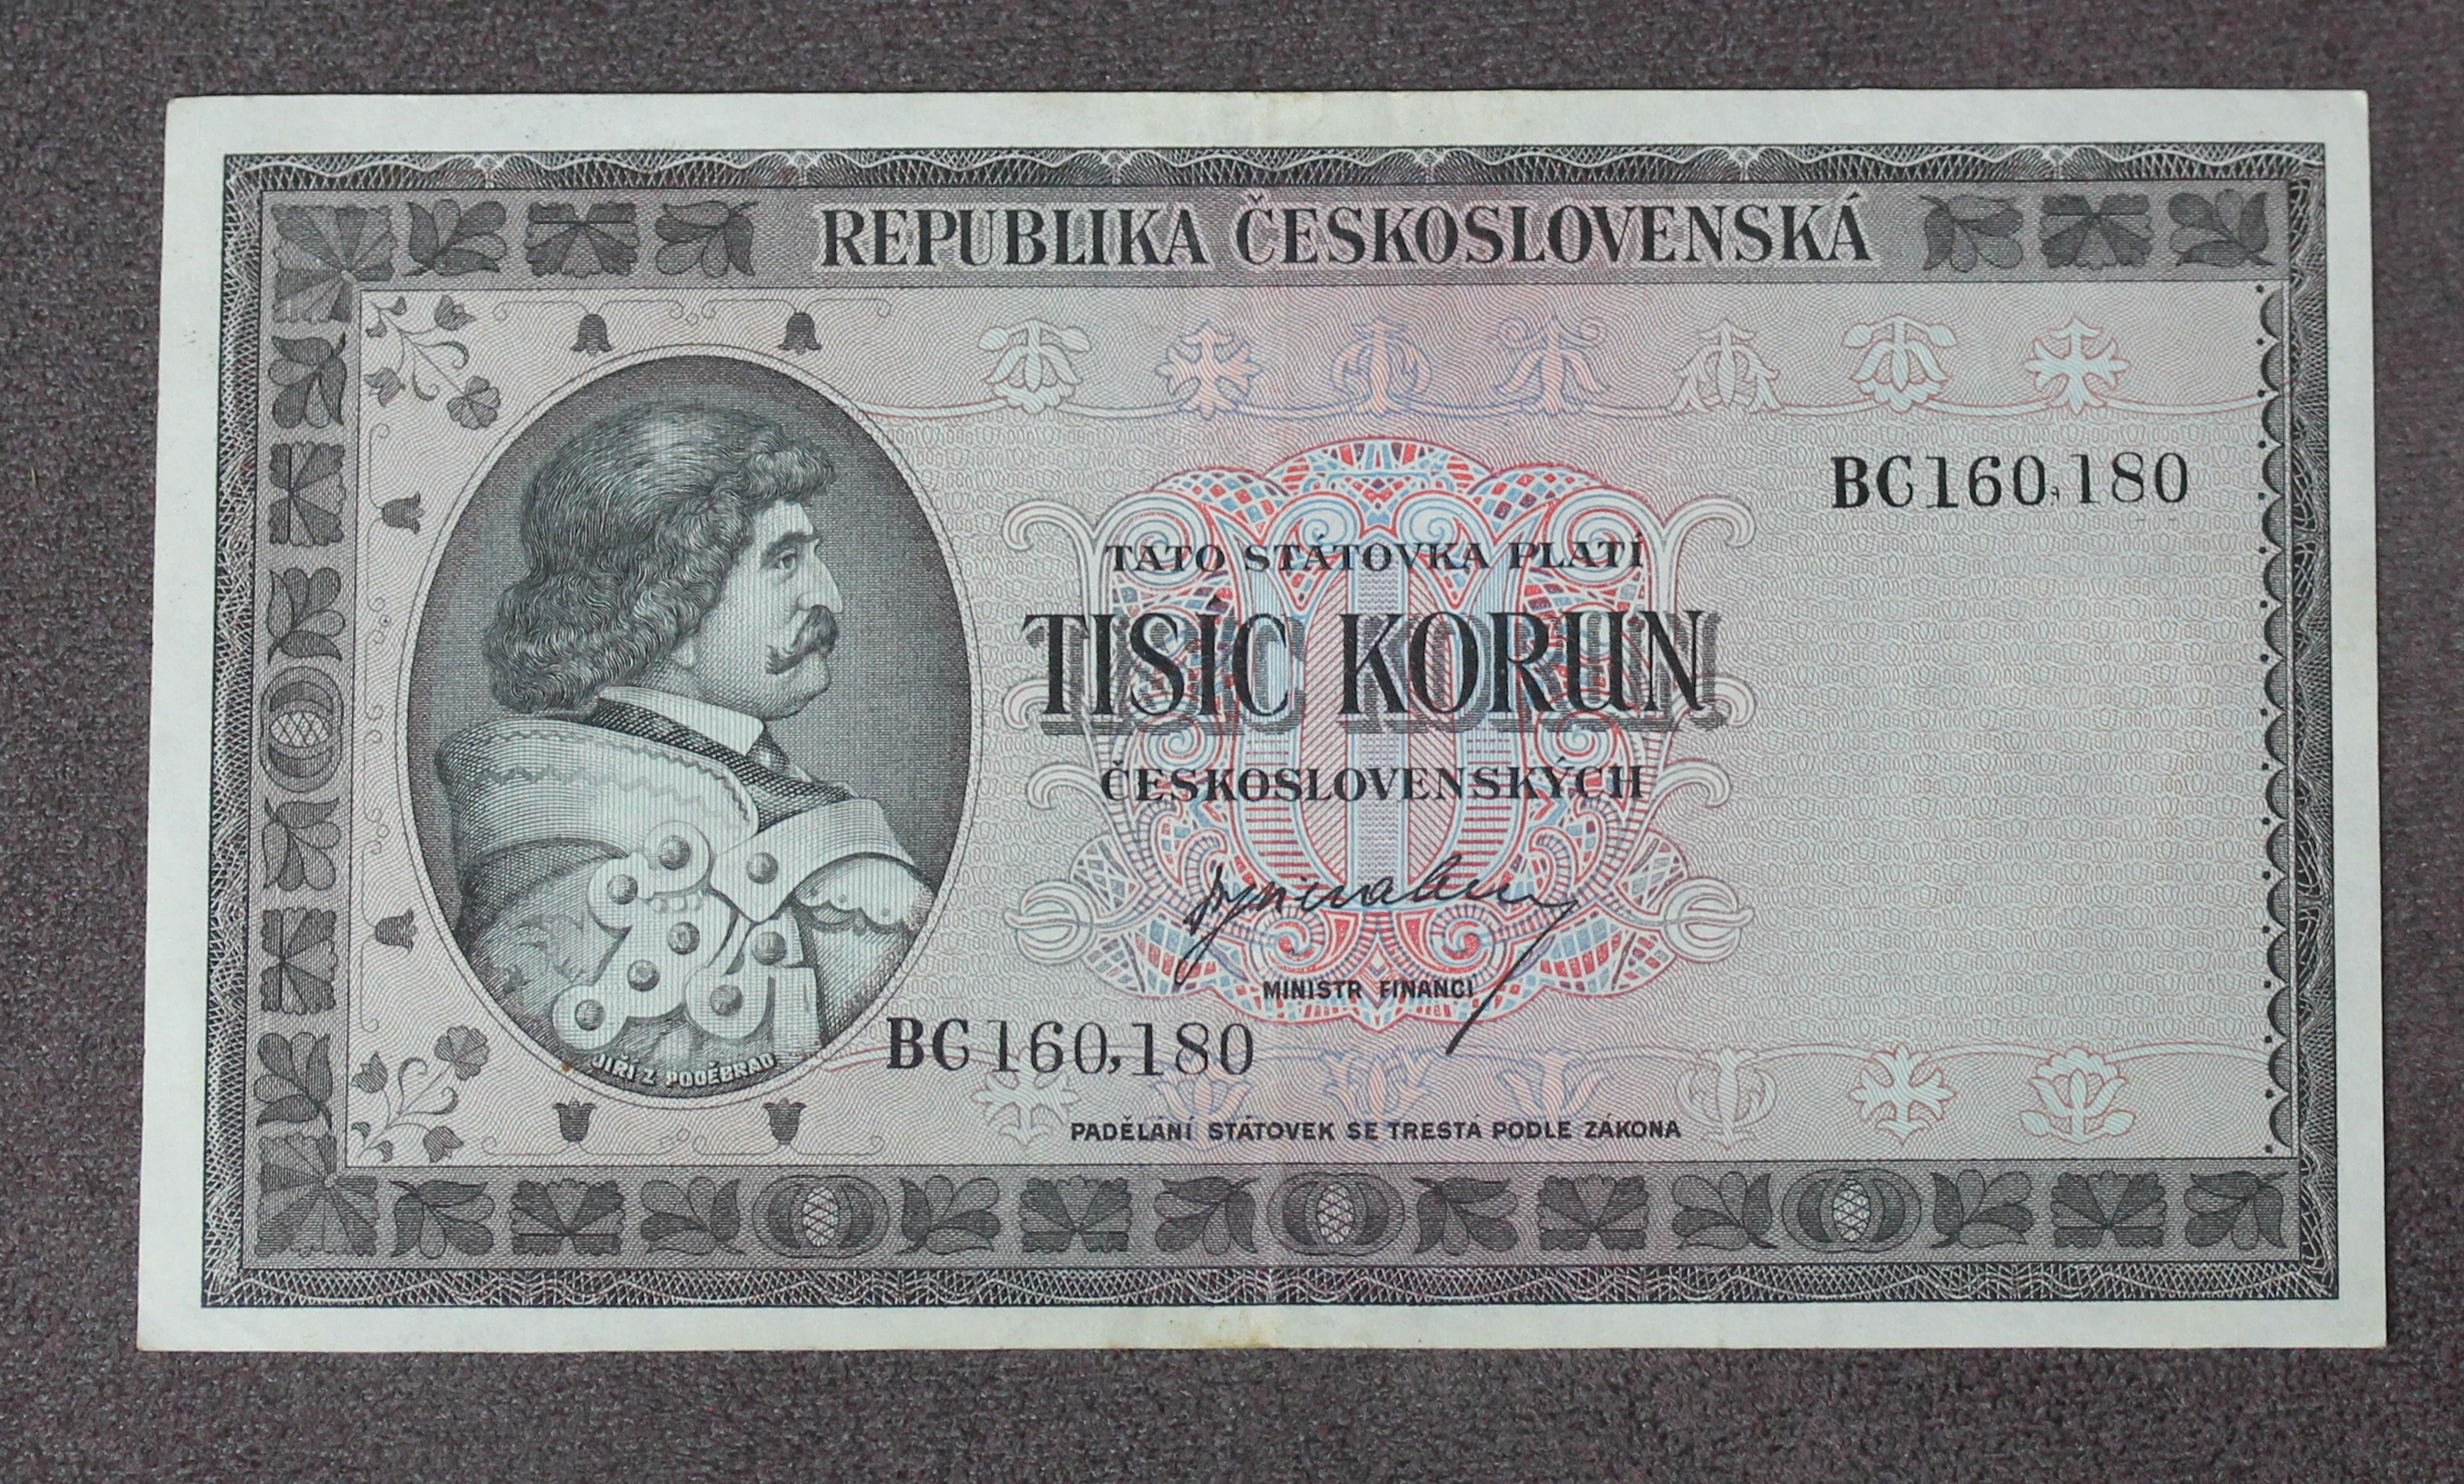 REPUBLIKA ČESKOSLOVENSKÁ
BC160,180
TATO STÁTOVKA PLATÍ
TISÍC KORUN
ČESKOSLOVENSKÝCH
MINISTR FINANCÍ
BC160,180
JIŘÍ Z PODĚBRAD
PADĚLÁNÍ STÁTOVEK SE TRESTÁ PODLE ZÁKONA